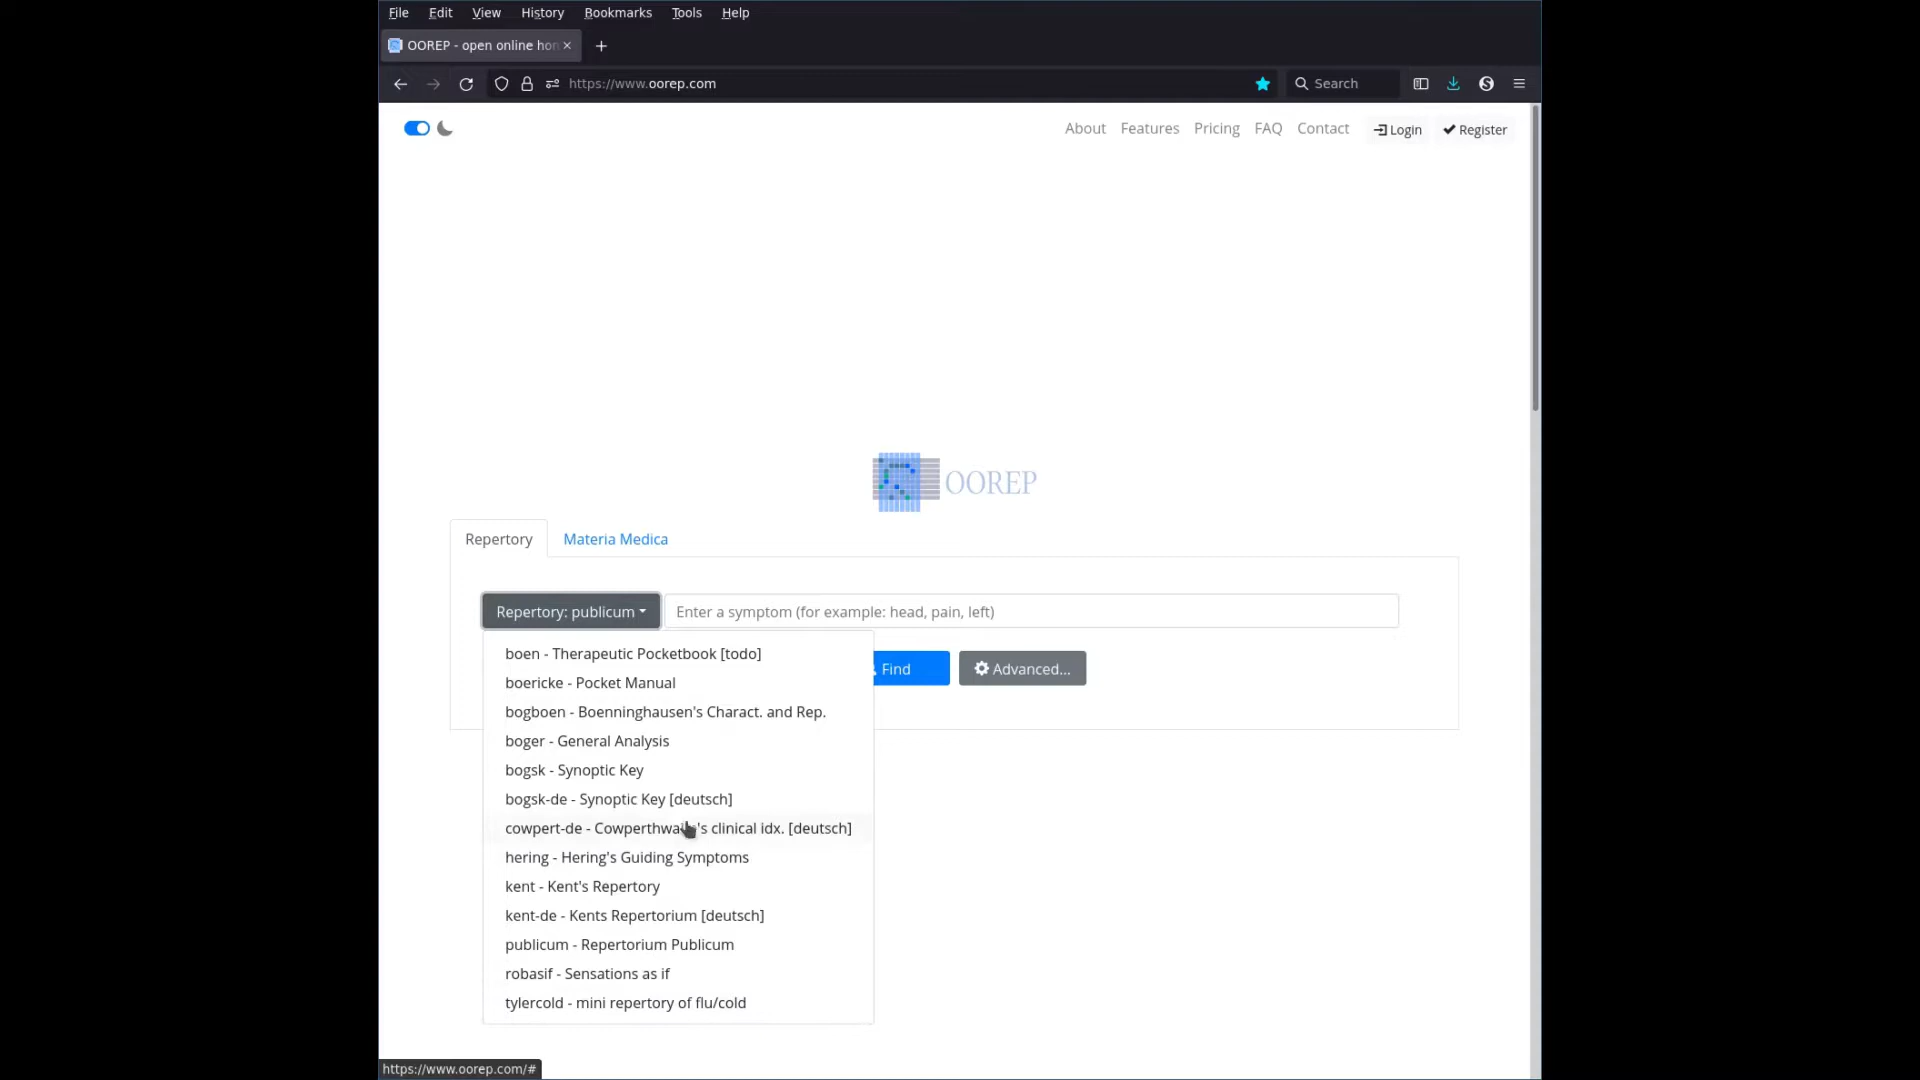 File Edit View History Bookmarks Tools Help
OOREP - open online hon
https://www.oorep.com Search
About Features Pricing FAQ Contact Login Register
OOREP
Repertory Materia Medica
Repertory: publicum Enter a symptom (for example: head, pain, left)
boen - Therapeutic Pocketbook [todo]
Find Advanced...
boericke - Pocket Manual
bogboen - Boenninghausen's Charact. and Rep.
boger - General Analysis
bogsk - Synoptic Key
bogsk-de - Synoptic Key [deutsch]
cowpert-de - Cowperthwaite's clinical idx. [deutsch]
hering - Hering's Guiding Symptoms
kent - Kent's Repertory
kent-de - Kents Repertorium [deutsch]
publicum - Repertorium Publicum
robasif - Sensations as if
tylercold - mini repertory of flu/cold
https://www.oorep.com/#